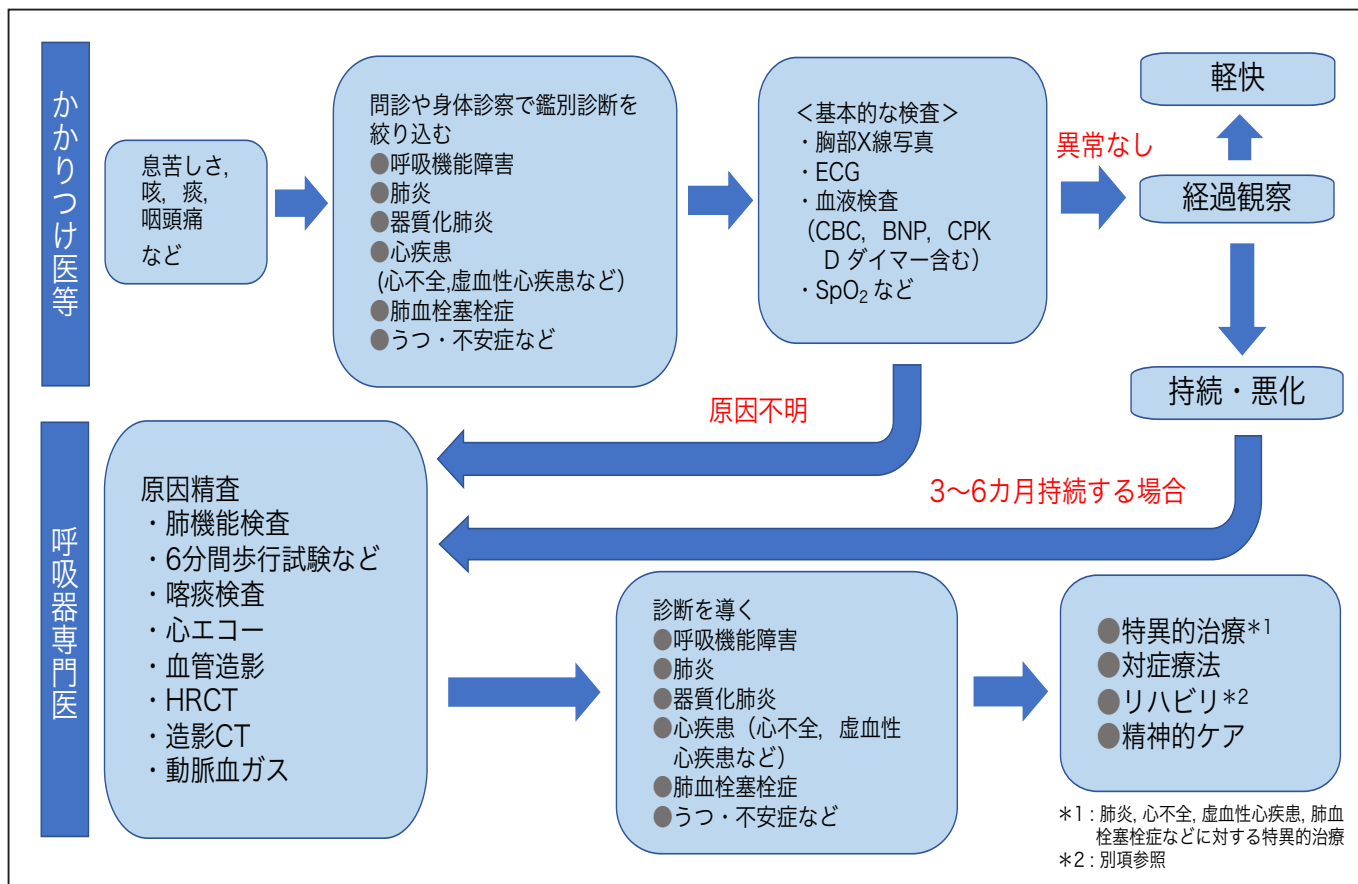 かかりつけ医等
息苦しさ,
咳，痰,
咽頭痛
など
問診や身体診察で鑑別診断を
絞り込む
●呼吸機能障害
●肺炎
●器質化肺炎
●心疾患
(心不全,虚血性心疾患など）
●肺血栓塞栓症
●うつ・不安症など
＜基本的な検査＞
・胸部X線写真
・ECG
・血液検査
（CBC，BNP，CPK
D ダイマー含む）
・SpO₂ など
異常なし
軽快
経過観察
持続・悪化
原因不明
3〜6カ月持続する場合
呼吸器専門医
原因精査
・肺機能検査
・6分間歩行試験など
・喀痰検査
・心エコー
・血管造影
・HRCT
・造影CT
・動脈血ガス
診断を導く
●呼吸機能障害
●肺炎
●器質化肺炎
●心疾患（心不全，虚血性
心疾患など）
●肺血栓塞栓症
●うつ・不安症など
●特異的治療＊1
●対症療法
●リハビリ＊2
●精神的ケア
＊1：肺炎, 心不全, 虚血性心疾患, 肺血
栓塞栓症などに対する特異的治療
＊2：別項参照